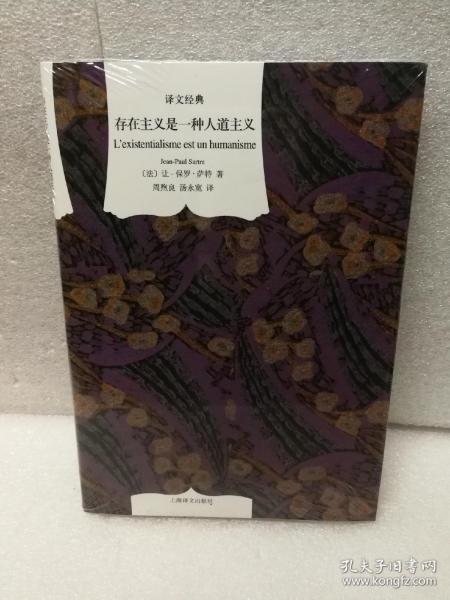 译文经典
存在主义是一种人道主义
L'existentialisme est un humanisme
Jean-Paul Sartre
〔法〕让-保罗·萨特 著
周煦良 汤永宽 译
上海译文出版社
孔夫子旧书网
www.kongfz.com